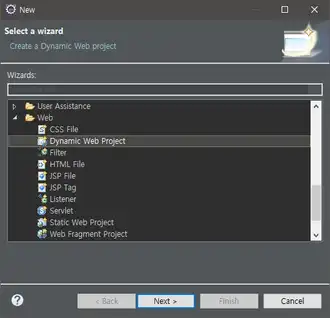 New
Select a wizard
Create a Dynamic Web project
Wizards:
User Assistance
Web
CSS File
Dynamic Web Project
Filter
HTML File
JSP File
JSP Tag
Listener
Servlet
Static Web Project
Web Fragment Project
? < Back Next > Finish Cancel